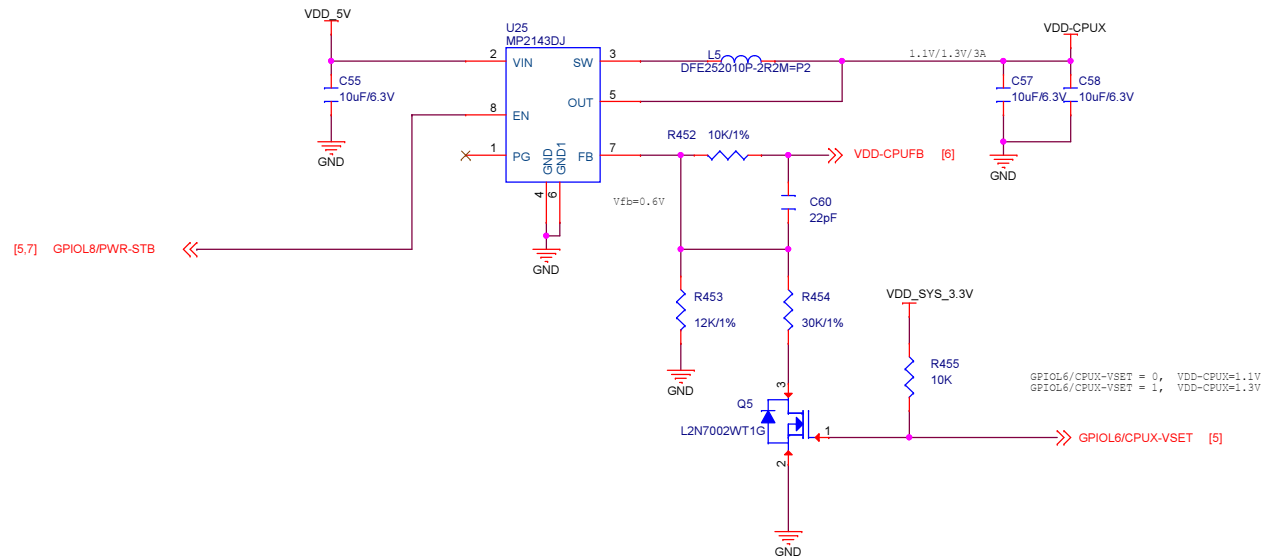 VDD_5V
U25
MP2143DJ
2
VIN
SW
3
L5
DFE252010P-2R2M=P2
1.1V/1.3V/3A
VDD-CPUX
C55
10uF/6.3V
C57
10uF/6.3V
C58
10uF/6.3V
OUT
5
8
EN
GND
R452 10K/1%
GND
1
PG
GND
GND1
FB
7
VDD-CPUFB [6]
4
6
Vfb=0.6V
C60
22pF
[5,7] GPIOL8/PWR-STB
GND
R453
12K/1%
R454
30K/1%
VDD_SYS_3.3V
R455
10K
GND
GPIOL6/CPUX-VSET = 0, VDD-CPUX=1.1V
GPIOL6/CPUX-VSET = 1, VDD-CPUX=1.3V
3
Q5
L2N7002WT1G
1
GPIOL6/CPUX-VSET [5]
2
GND